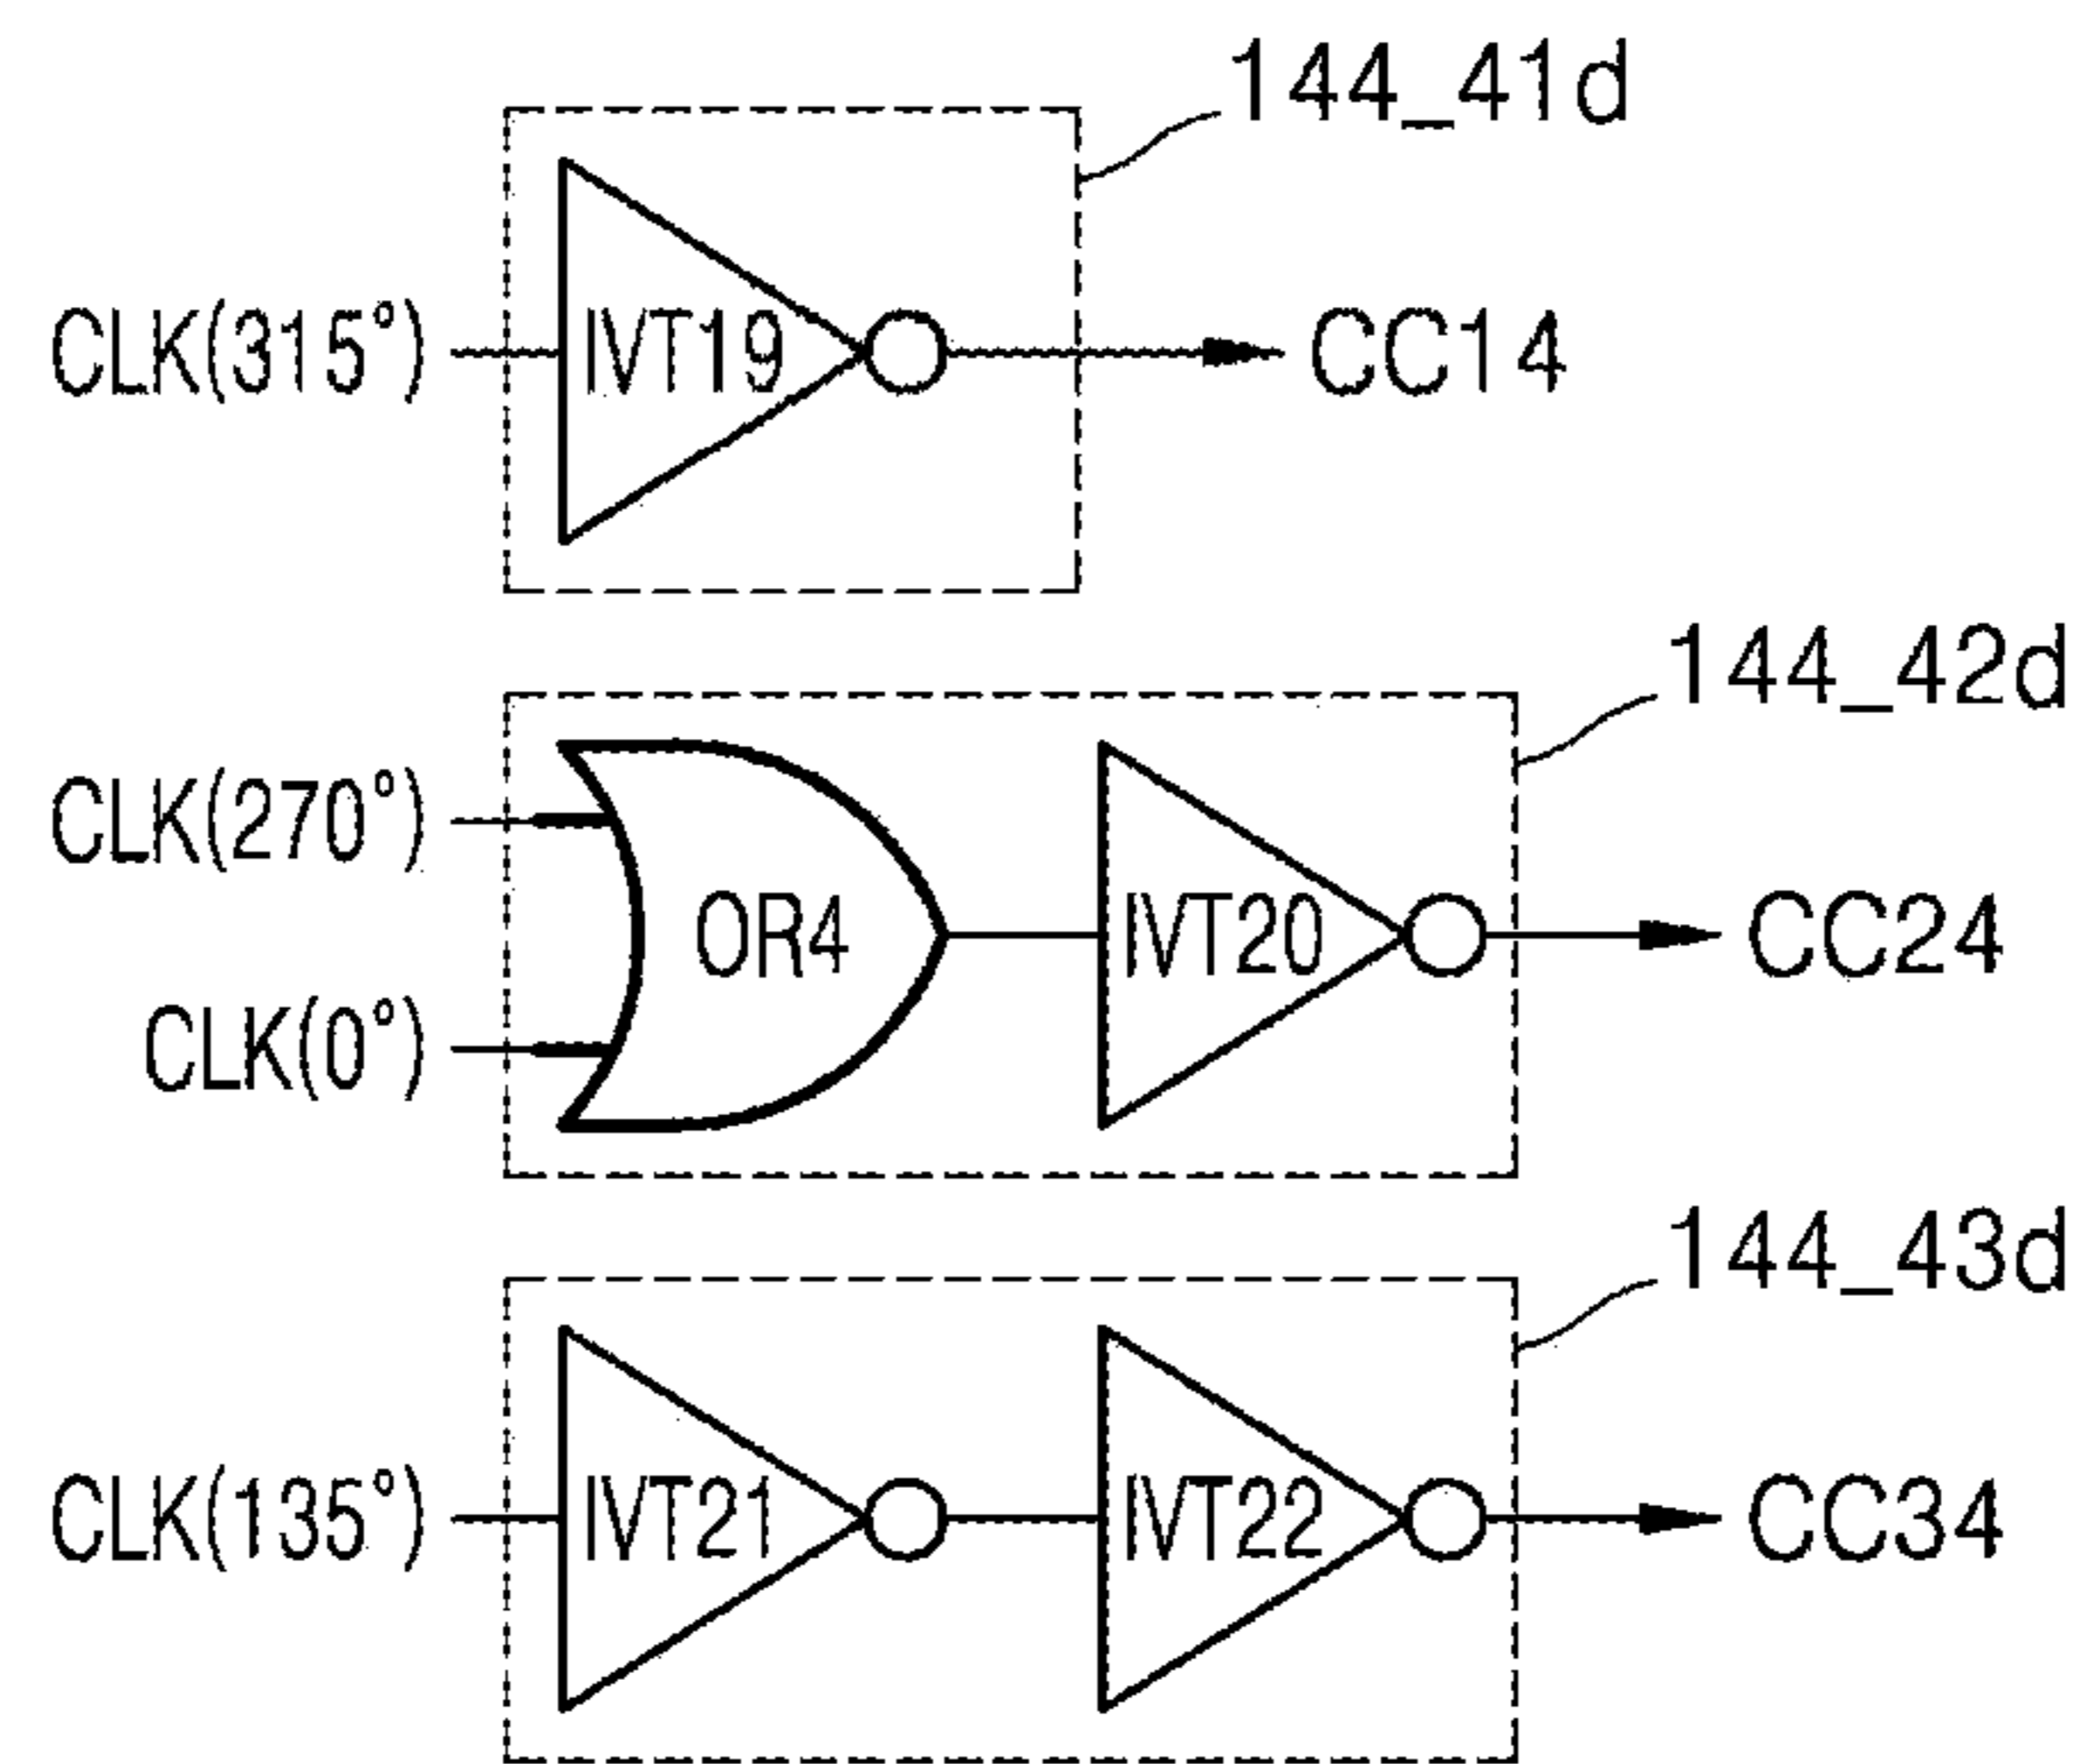 144_41d
CLK(315°) IVT19 CC14
144_42d
CLK(270°)
OR4 IVT20 CC24
CLK(0°)
144_43d
CLK(135°) IVT21 IVT22 CC34